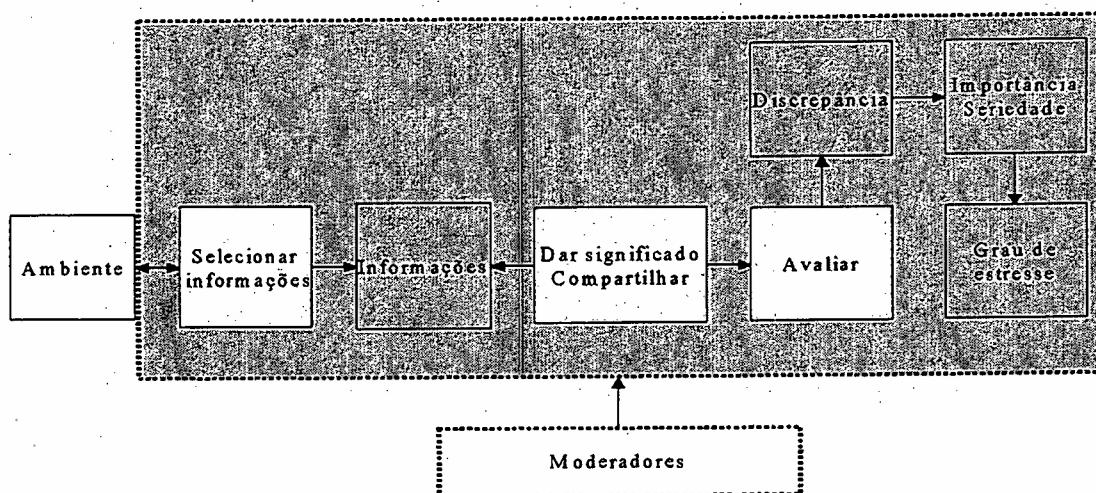 Discrepância
Importância
Seriedade
Ambiente
Selecionar
informações
Informações
Dar significado
Compartilhar
Avaliar
Grau de
estresse
Moderadores